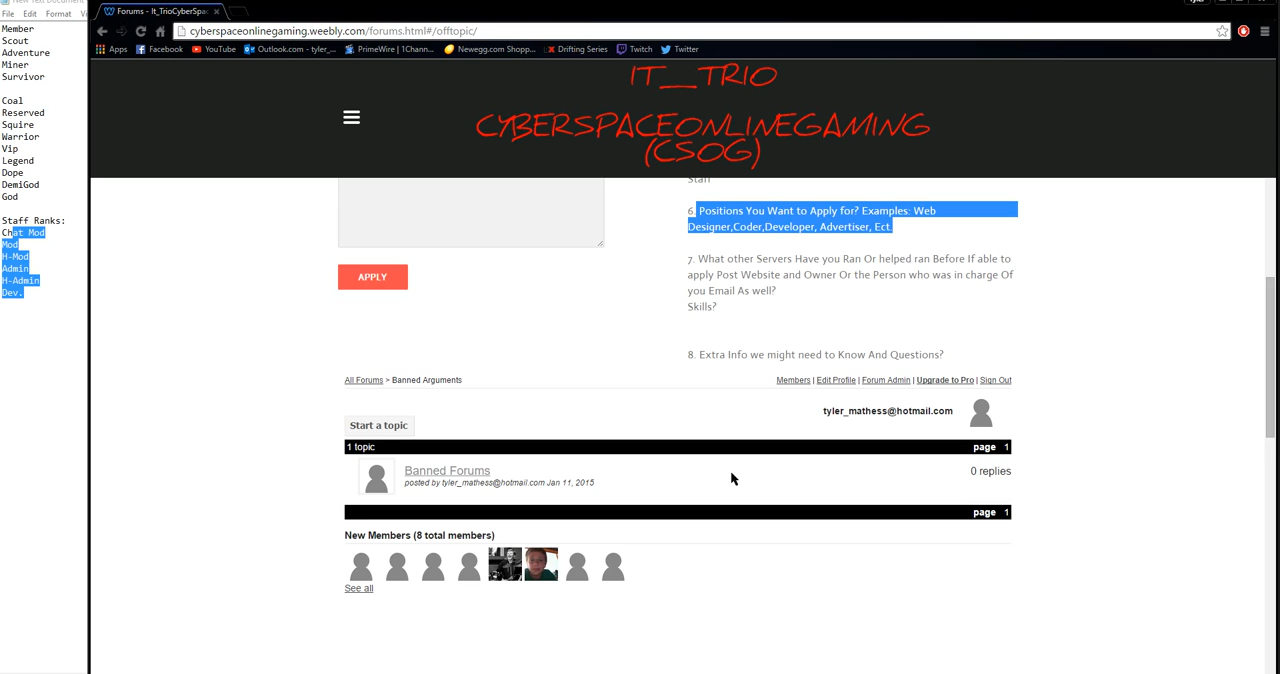 New Text Document
File Edit Format
Member
Scout
Adventure
Miner
Survivor
Coal
Reserved
Squire
Warrior
Vip
Legend
Dope
DemiGod
God
Staff Ranks:
Chat Mod
Mod
H-Mod
Admin
H-Admin
Dev.
Forums - It_TrioCyberSpac
cyberspaceonlinegaming.weebly.com/forums.html#/offtopic/
Apps Facebook YouTube Outlook.com - tyler_... PrimeWire | 1Chann... Newegg.com Shopp... Drifting Series Twitch Twitter
IT__TRIO
CYBERSPACEONLINEGAMING
(CSOG)
Staff
6. Positions You Want to Apply for? Examples: Web
Designer,Coder,Developer, Advertiser, Ect.
7. What other Servers Have you Ran Or helped ran Before If able to
apply Post Website and Owner Or the Person who was in charge Of
you Email As well?
Skills?
8. Extra Info we might need to Know And Questions?
APPLY
All Forums > Banned Arguments
Members | Edit Profile | Forum Admin | Upgrade to Pro | Sign Out
tyler_mathess@hotmail.com
Start a topic
1 topic page 1
Banned Forums 0 replies
posted by tyler_mathess@hotmail.com Jan 11, 2015
page 1
New Members (8 total members)
See all